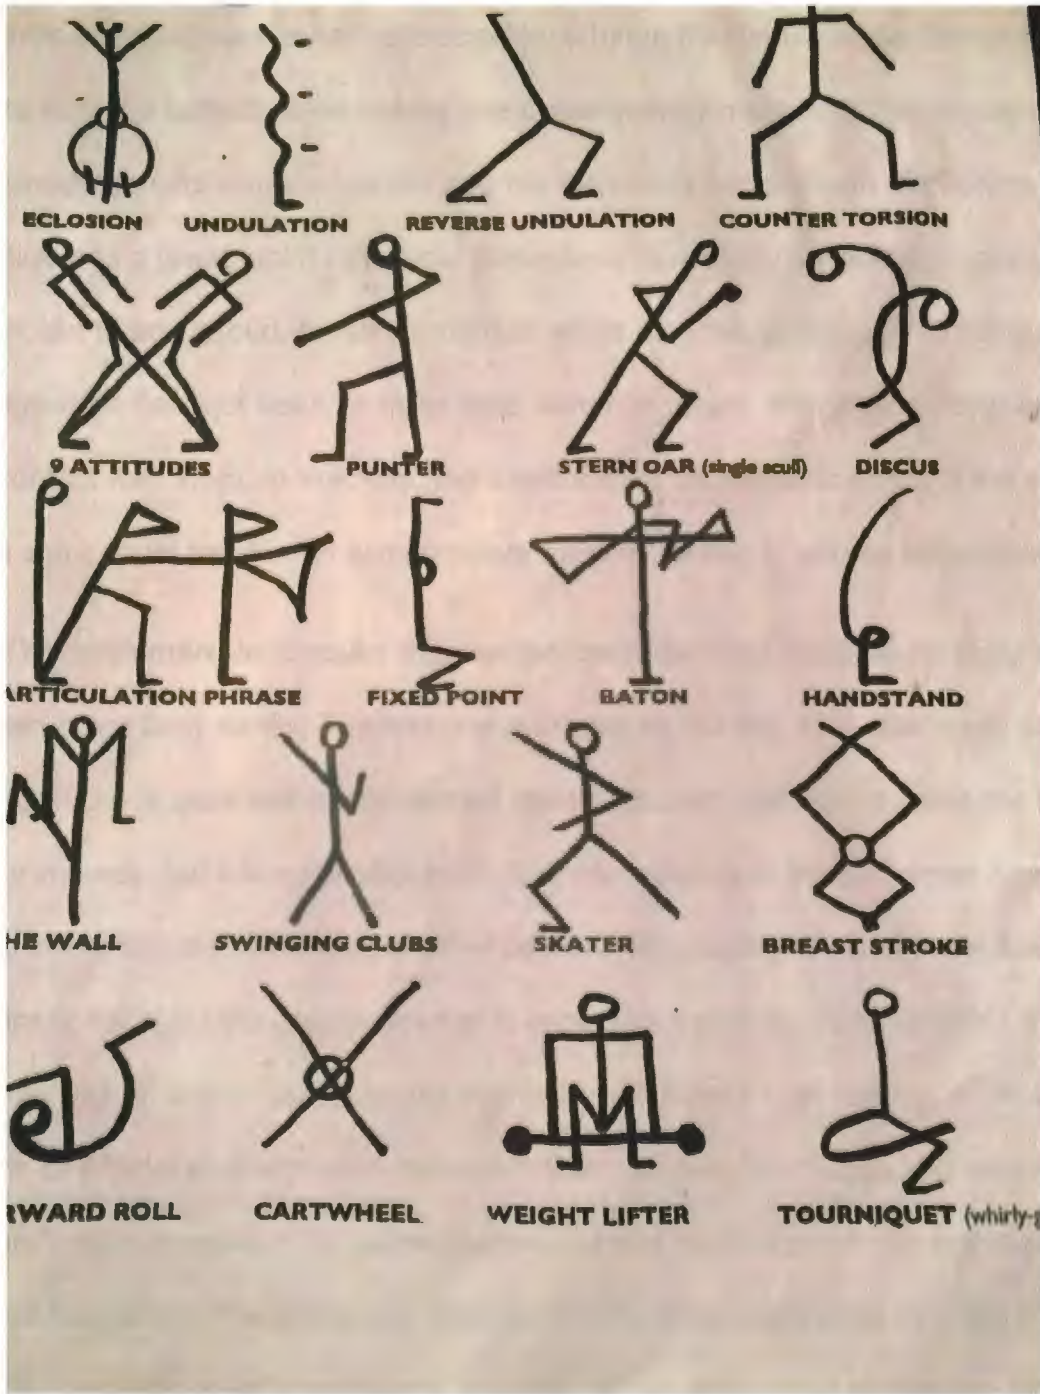 ECLOSION UNDULATION REVERSE UNDULATION COUNTER TORSION
9 ATTITUDES PUNTER STERN OAR (single scull) DISCUS
ARTICULATION PHRASE FIXED POINT BATON HANDSTAND
HE WALL SWINGING CLUBS SKATER BREAST STROKE
RWARD ROLL CARTWHEEL WEIGHT LIFTER TOURNIQUET (whirly-g